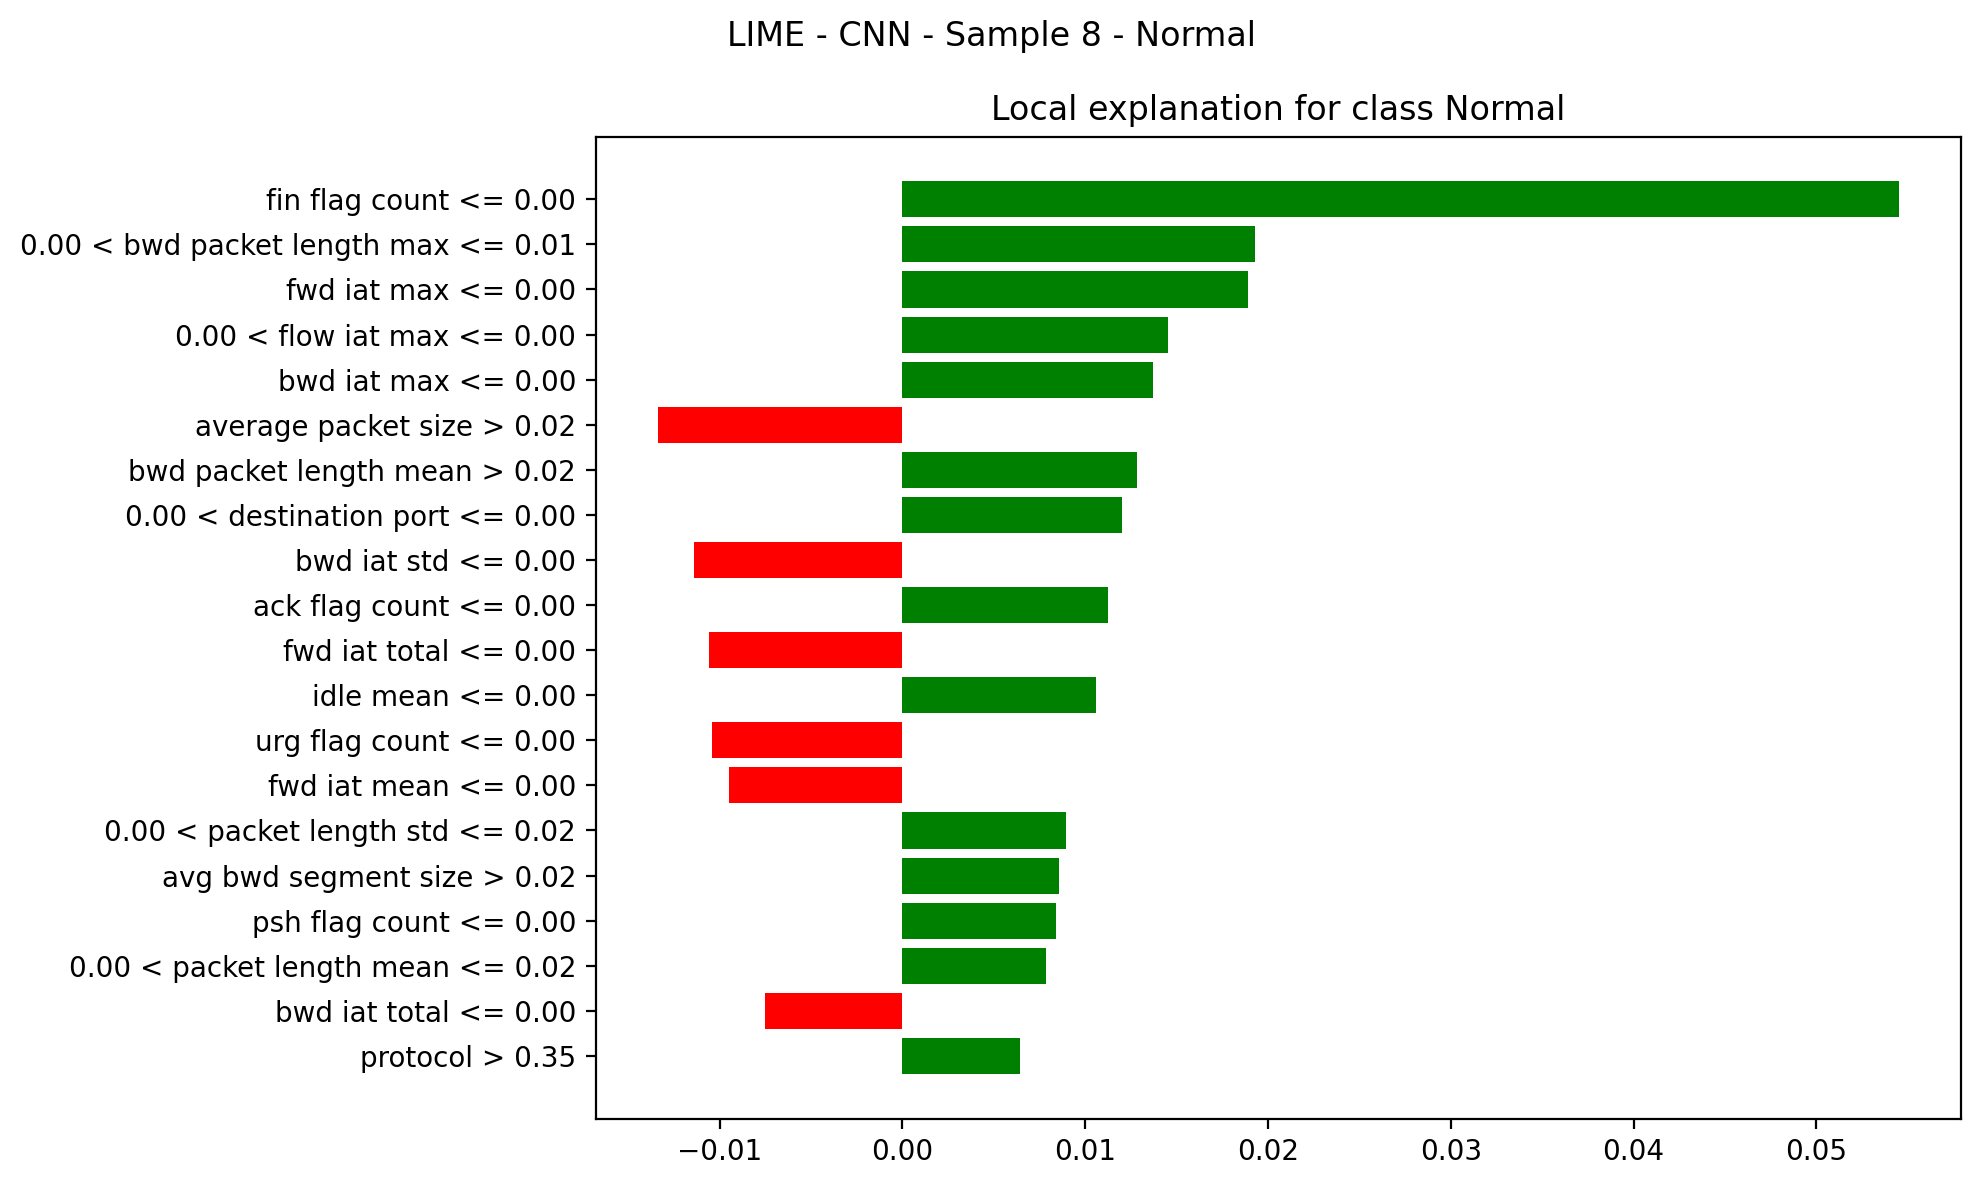 LIME - CNN - Sample 8 - Normal
Local explanation for class Normal
fin flag count <= 0.00
0.00 < bwd packet length max <= 0.01
fwd iat max <= 0.00
0.00 < flow iat max <= 0.00
bwd iat max <= 0.00
average packet size > 0.02
bwd packet length mean > 0.02
0.00 < destination port <= 0.00
bwd iat std <= 0.00
ack flag count <= 0.00
fwd iat total <= 0.00
idle mean <= 0.00
urg flag count <= 0.00
fwd iat mean <= 0.00
0.00 < packet length std <= 0.02
avg bwd segment size > 0.02
psh flag count <= 0.00
0.00 < packet length mean <= 0.02
bwd iat total <= 0.00
protocol > 0.35
−0.01 0.00 0.01 0.02 0.03 0.04 0.05